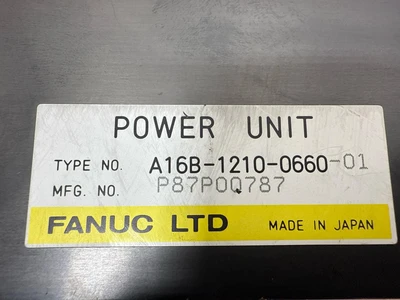 POWER UNIT
TYPE NO. A16B-1210-0660-01
MFG. NO. P87P0Q787
FANUC LTD MADE IN JAPAN